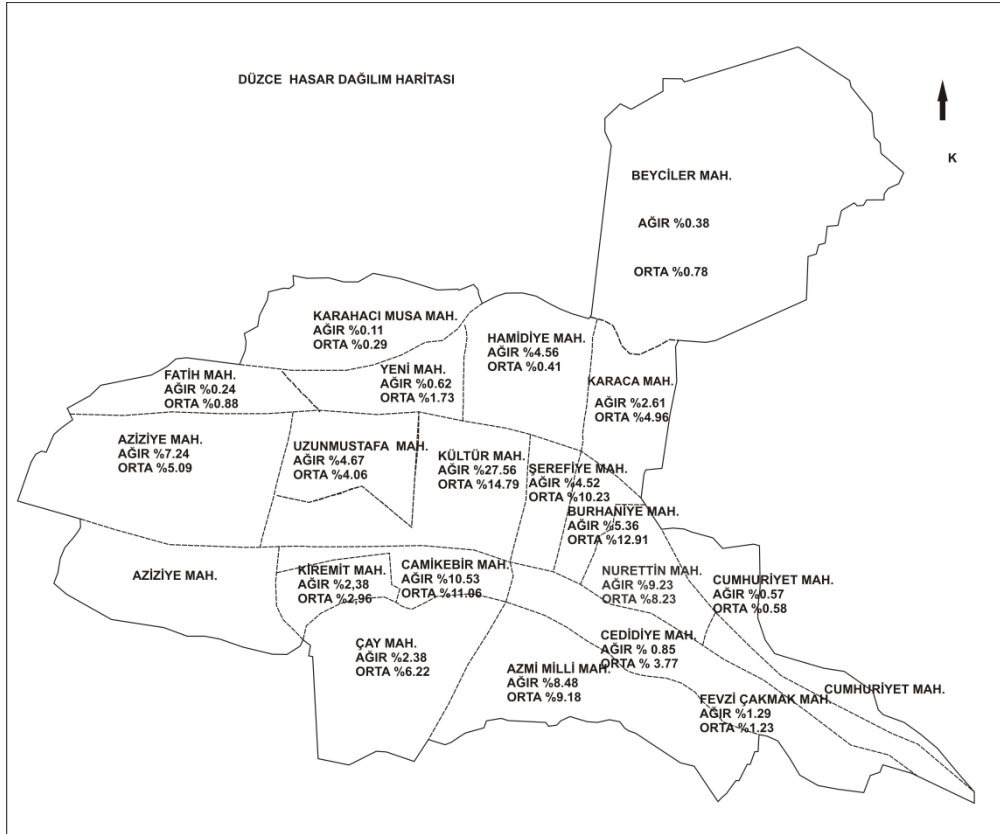 DÜZCE HASAR DAĞILIM HARİTASI
K
BEYCİLER MAH.
AĞIR %0.38
ORTA %0.78
KARAHACI MUSA MAH.
AĞIR %0.11
ORTA %0.29
HAMİDİYE MAH.
AĞIR %4.56
ORTA %0.41
FATİH MAH.
AĞIR %0.24
ORTA %0.88
YENİ MAH.
AĞIR %0.62
ORTA %1.73
KARACA MAH.
AĞIR %2.61
ORTA %4.96
AZİZİYE MAH.
AĞIR %7.24
ORTA %5.09
UZUNMUSTAFA MAH.
AĞIR %4.67
ORTA %4.06
KÜLTÜR MAH.
AĞIR %27.56
ORTA %14.79
ŞEREFİYE MAH.
AĞIR %4.52
ORTA %10.23
BURHANİYE MAH.
AĞIR %5.36
ORTA %12.91
AZİZİYE MAH.
KİREMİT MAH.
AĞIR %2,38
ORTA %2,96
CAMİKEBİR MAH.
AĞIR %10.53
ORTA %11.06
NURETTİN MAH.
AĞIR %9.23
ORTA %8.23
CUMHURİYET MAH.
AĞIR %0.57
ORTA %0.58
ÇAY MAH.
AĞIR %2.38
ORTA %6.22
CEDİDİYE MAH.
AĞIR % 0.85
ORTA % 3.77
AZMİ MİLLİ MAH.
AĞIR %8.48
ORTA %9.18
FEVZİ ÇAKMAK MAH.
AĞIR %1.29
ORTA %1.23
CUMHURİYET MAH.